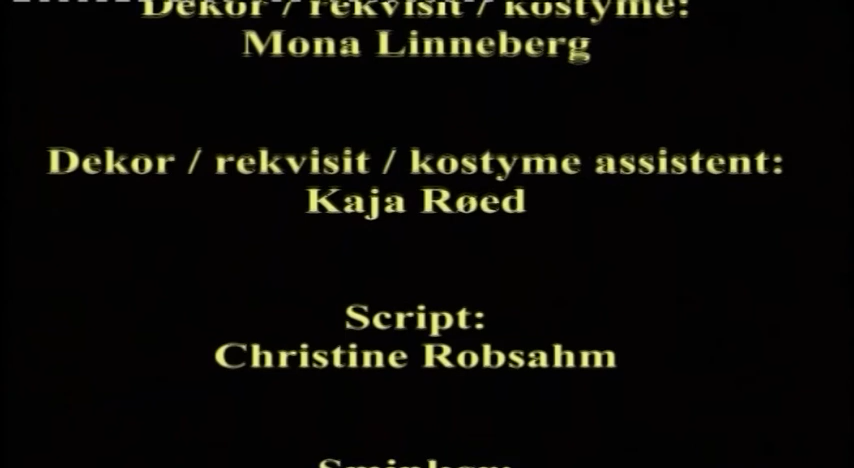 Dekor / rekvisit / kostyme:
Mona Linneberg
Dekor / rekvisit / kostyme assistent:
Kaja Røed
Script:
Christine Robsahm